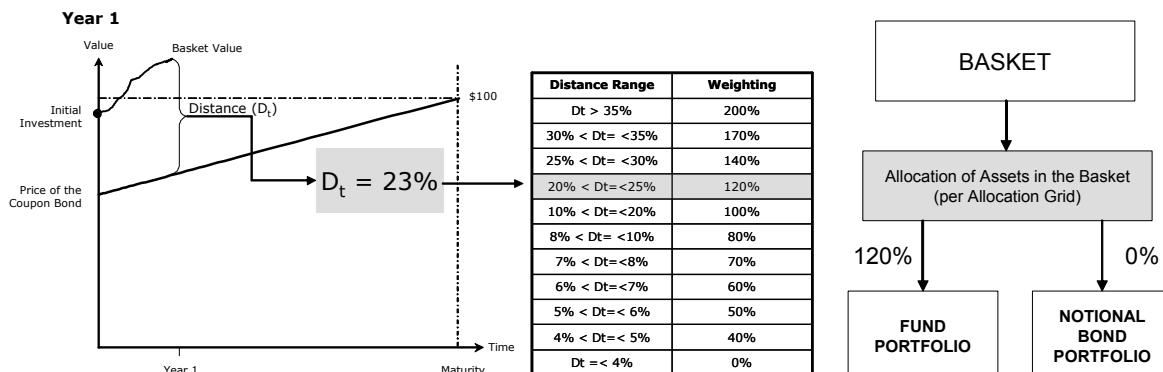 Year 1
Value
Basket Value
$100
Initial
Investment
Distance (Dt)
Dt = 23%
Price of the
Coupon Bond
Time
Year 1
Maturity
Distance Range Weighting
Dt > 35% 200%
30% < Dt= <35% 170%
25% < Dt= <30% 140%
20% < Dt=<25% 120%
10% < Dt=<20% 100%
8% < Dt= <10% 80%
7% < Dt=<8% 70%
6% < Dt=<7% 60%
5% < Dt=< 6% 50%
4% < Dt=< 5% 40%
Dt =< 4% 0%
BASKET
Allocation of Assets in the Basket
(per Allocation Grid)
120% 0%
FUND
PORTFOLIO
NOTIONAL
BOND
PORTFOLIO